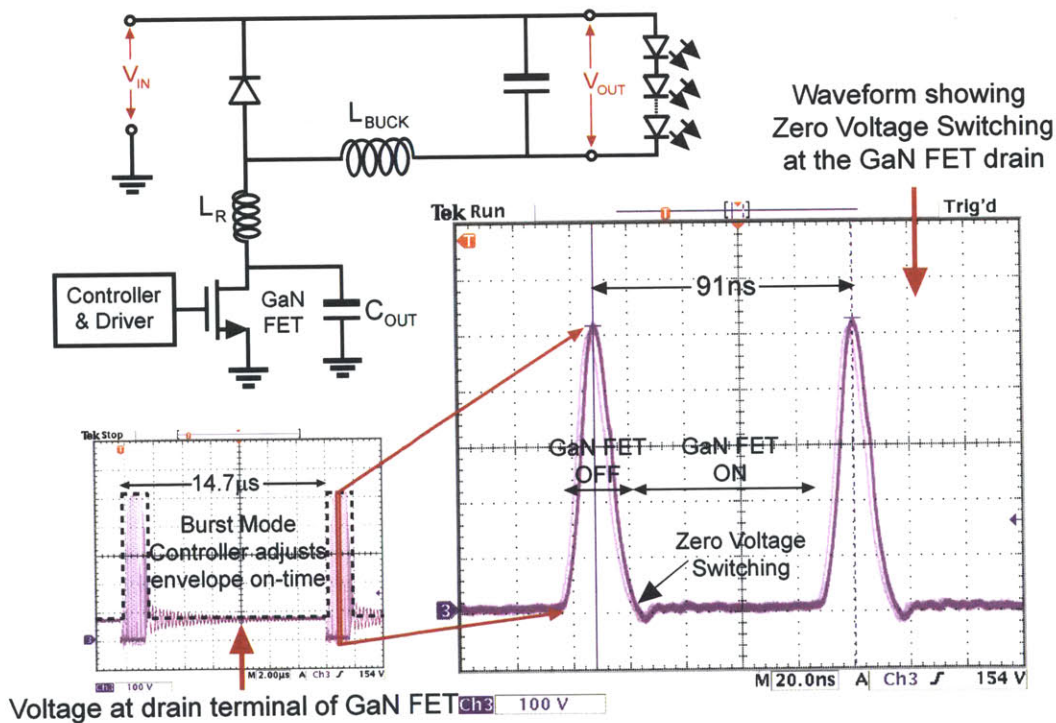 V_IN
L_BUCK
V_OUT
Waveform showing
Zero Voltage Switching
at the GaN FET drain
L_R
Controller
& Driver
GaN
FET
C_OUT
Tek Run
Trig'd
T
T
91ns
GaN FET
OFF
GaN FET
ON
Zero Voltage
Switching
3
M 20.0ns A Ch3 154 V
Ch3 100 V
Tek Stop
14.7µs
Burst Mode
Controller adjusts
envelope on-time
M 2.00µs A Ch3 154 V
Ch3 100 V
Voltage at drain terminal of GaN FET